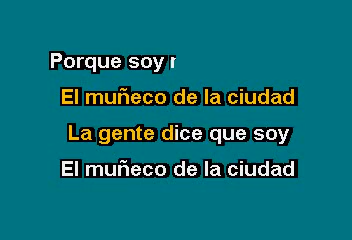 Porque soy
El muñeco de la ciudad
La gente dice que soy
El muñeco de la ciudad